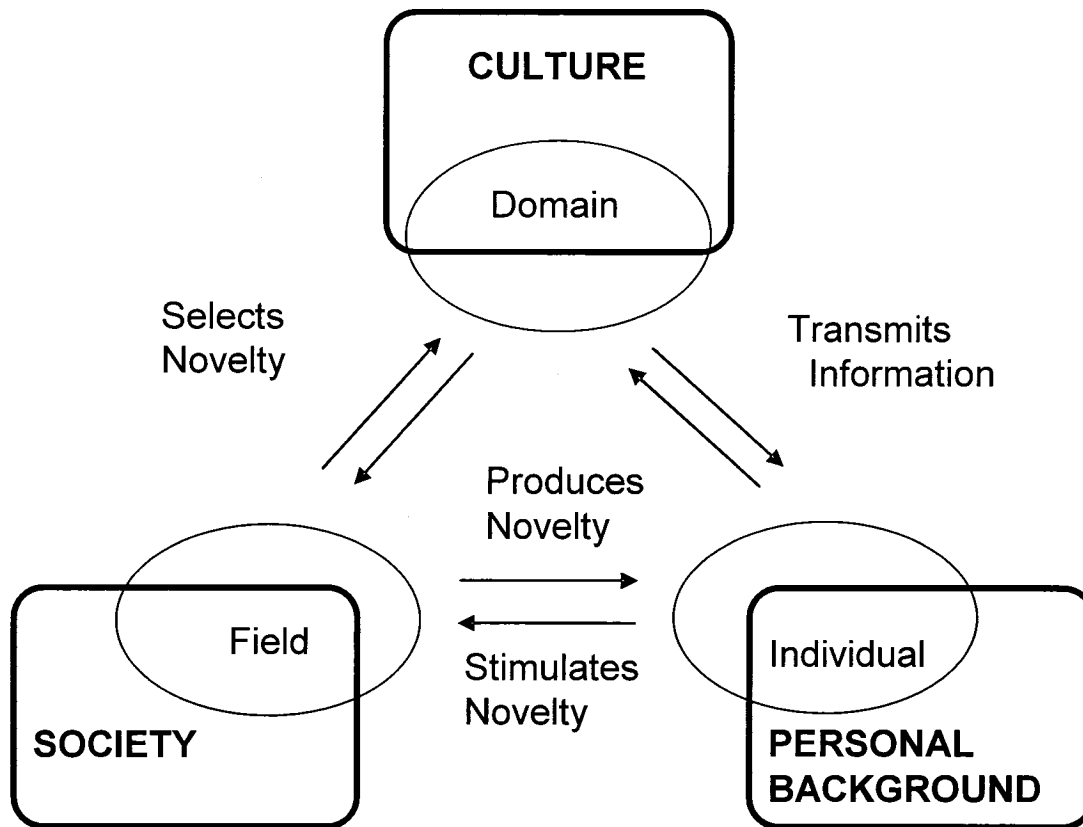 CULTURE
Domain
Selects
Novelty
Transmits
Information
Produces
Novelty
Field
Individual
Stimulates
Novelty
SOCIETY
PERSONAL
BACKGROUND